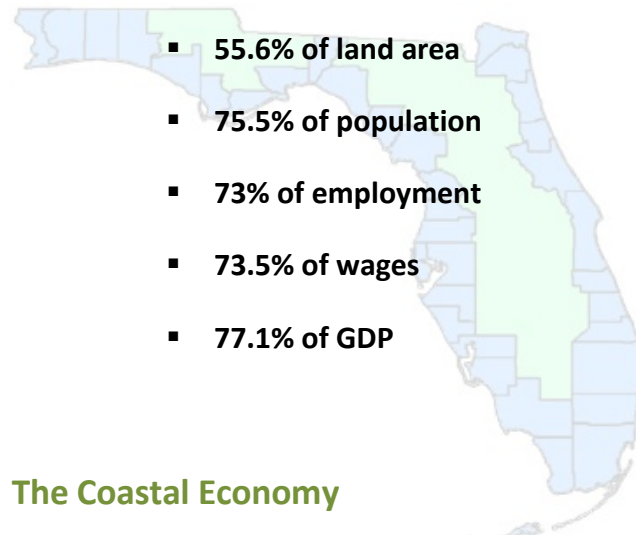 ▪ 55.6% of land area
▪ 75.5% of population
▪ 73% of employment
▪ 73.5% of wages
▪ 77.1% of GDP
The Coastal Economy